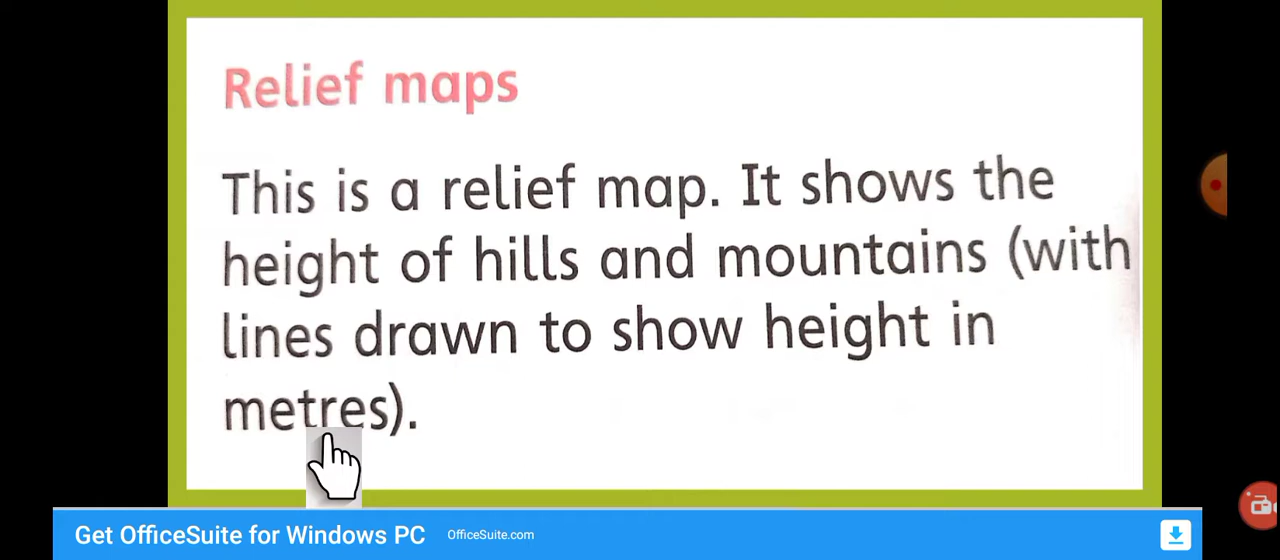 Relief maps
This is a relief map. It shows the
height of hills and mountains (with
lines drawn to show height in
metres).
Get OfficeSuite for Windows PC OfficeSuite.com